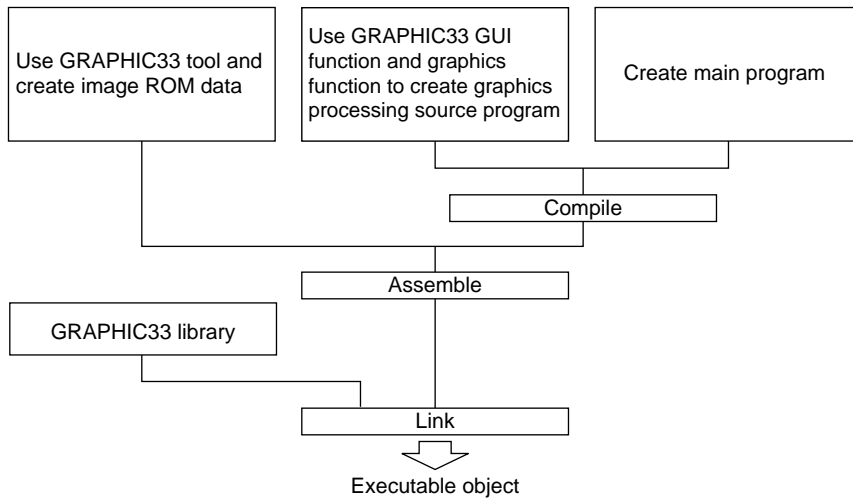 Use GRAPHIC33 tool and
create image ROM data
Use GRAPHIC33 GUI
function and graphics
function to create graphics
processing source program
Create main program
Compile
Assemble
GRAPHIC33 library
Link
Executable object